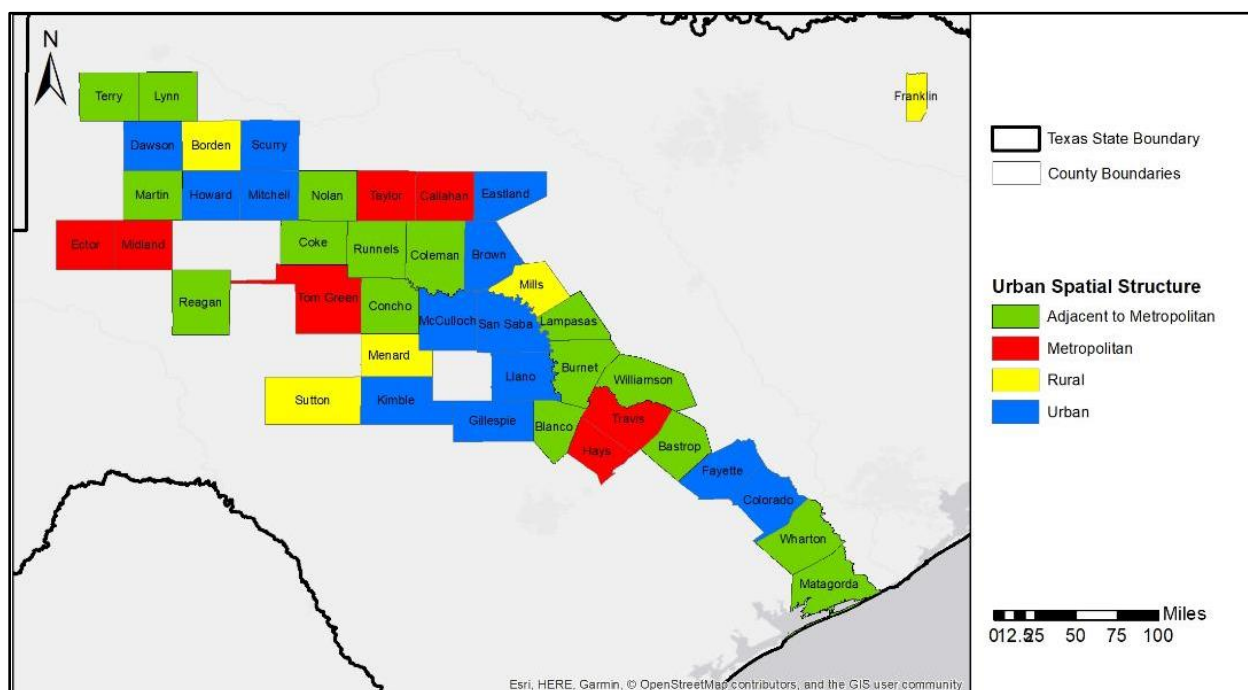 N
Terry
Lynn
Franklin
Dawson
Borden
Scurry
Martin
Howard
Mitchell
Nolan
Taylor
Callahan
Eastland
Ector
Midland
Coke
Runnels
Coleman
Brown
Reagan
Tom Green
Concho
McCulloch
San Saba
Mills
Lampasas
Menard
Burnet
Williamson
Sutton
Kimble
Llano
Gillespie
Blanco
Travis
Hays
Bastrop
Fayette
Colorado
Wharton
Matagorda
Esri, HERE, Garmin, © OpenStreetMap contributors, and the GIS user community
Texas State Boundary
County Boundaries
Urban Spatial Structure
Adjacent to Metropolitan
Metropolitan
Rural
Urban
Miles
012.525 50 75 100